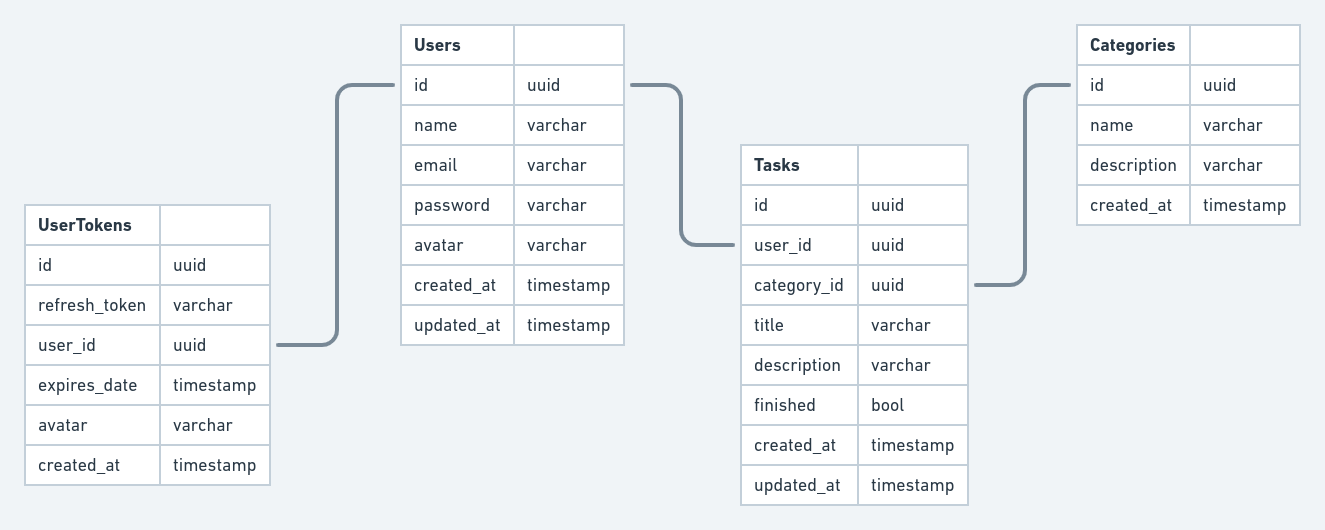 Users
id uuid
name varchar
email varchar
password varchar
avatar varchar
created_at timestamp
updated_at timestamp
Categories
id uuid
name varchar
description varchar
created_at timestamp
Tasks
id uuid
user_id uuid
category_id uuid
title varchar
description varchar
finished bool
created_at timestamp
updated_at timestamp
UserTokens
id uuid
refresh_token varchar
user_id uuid
expires_date timestamp
avatar varchar
created_at timestamp